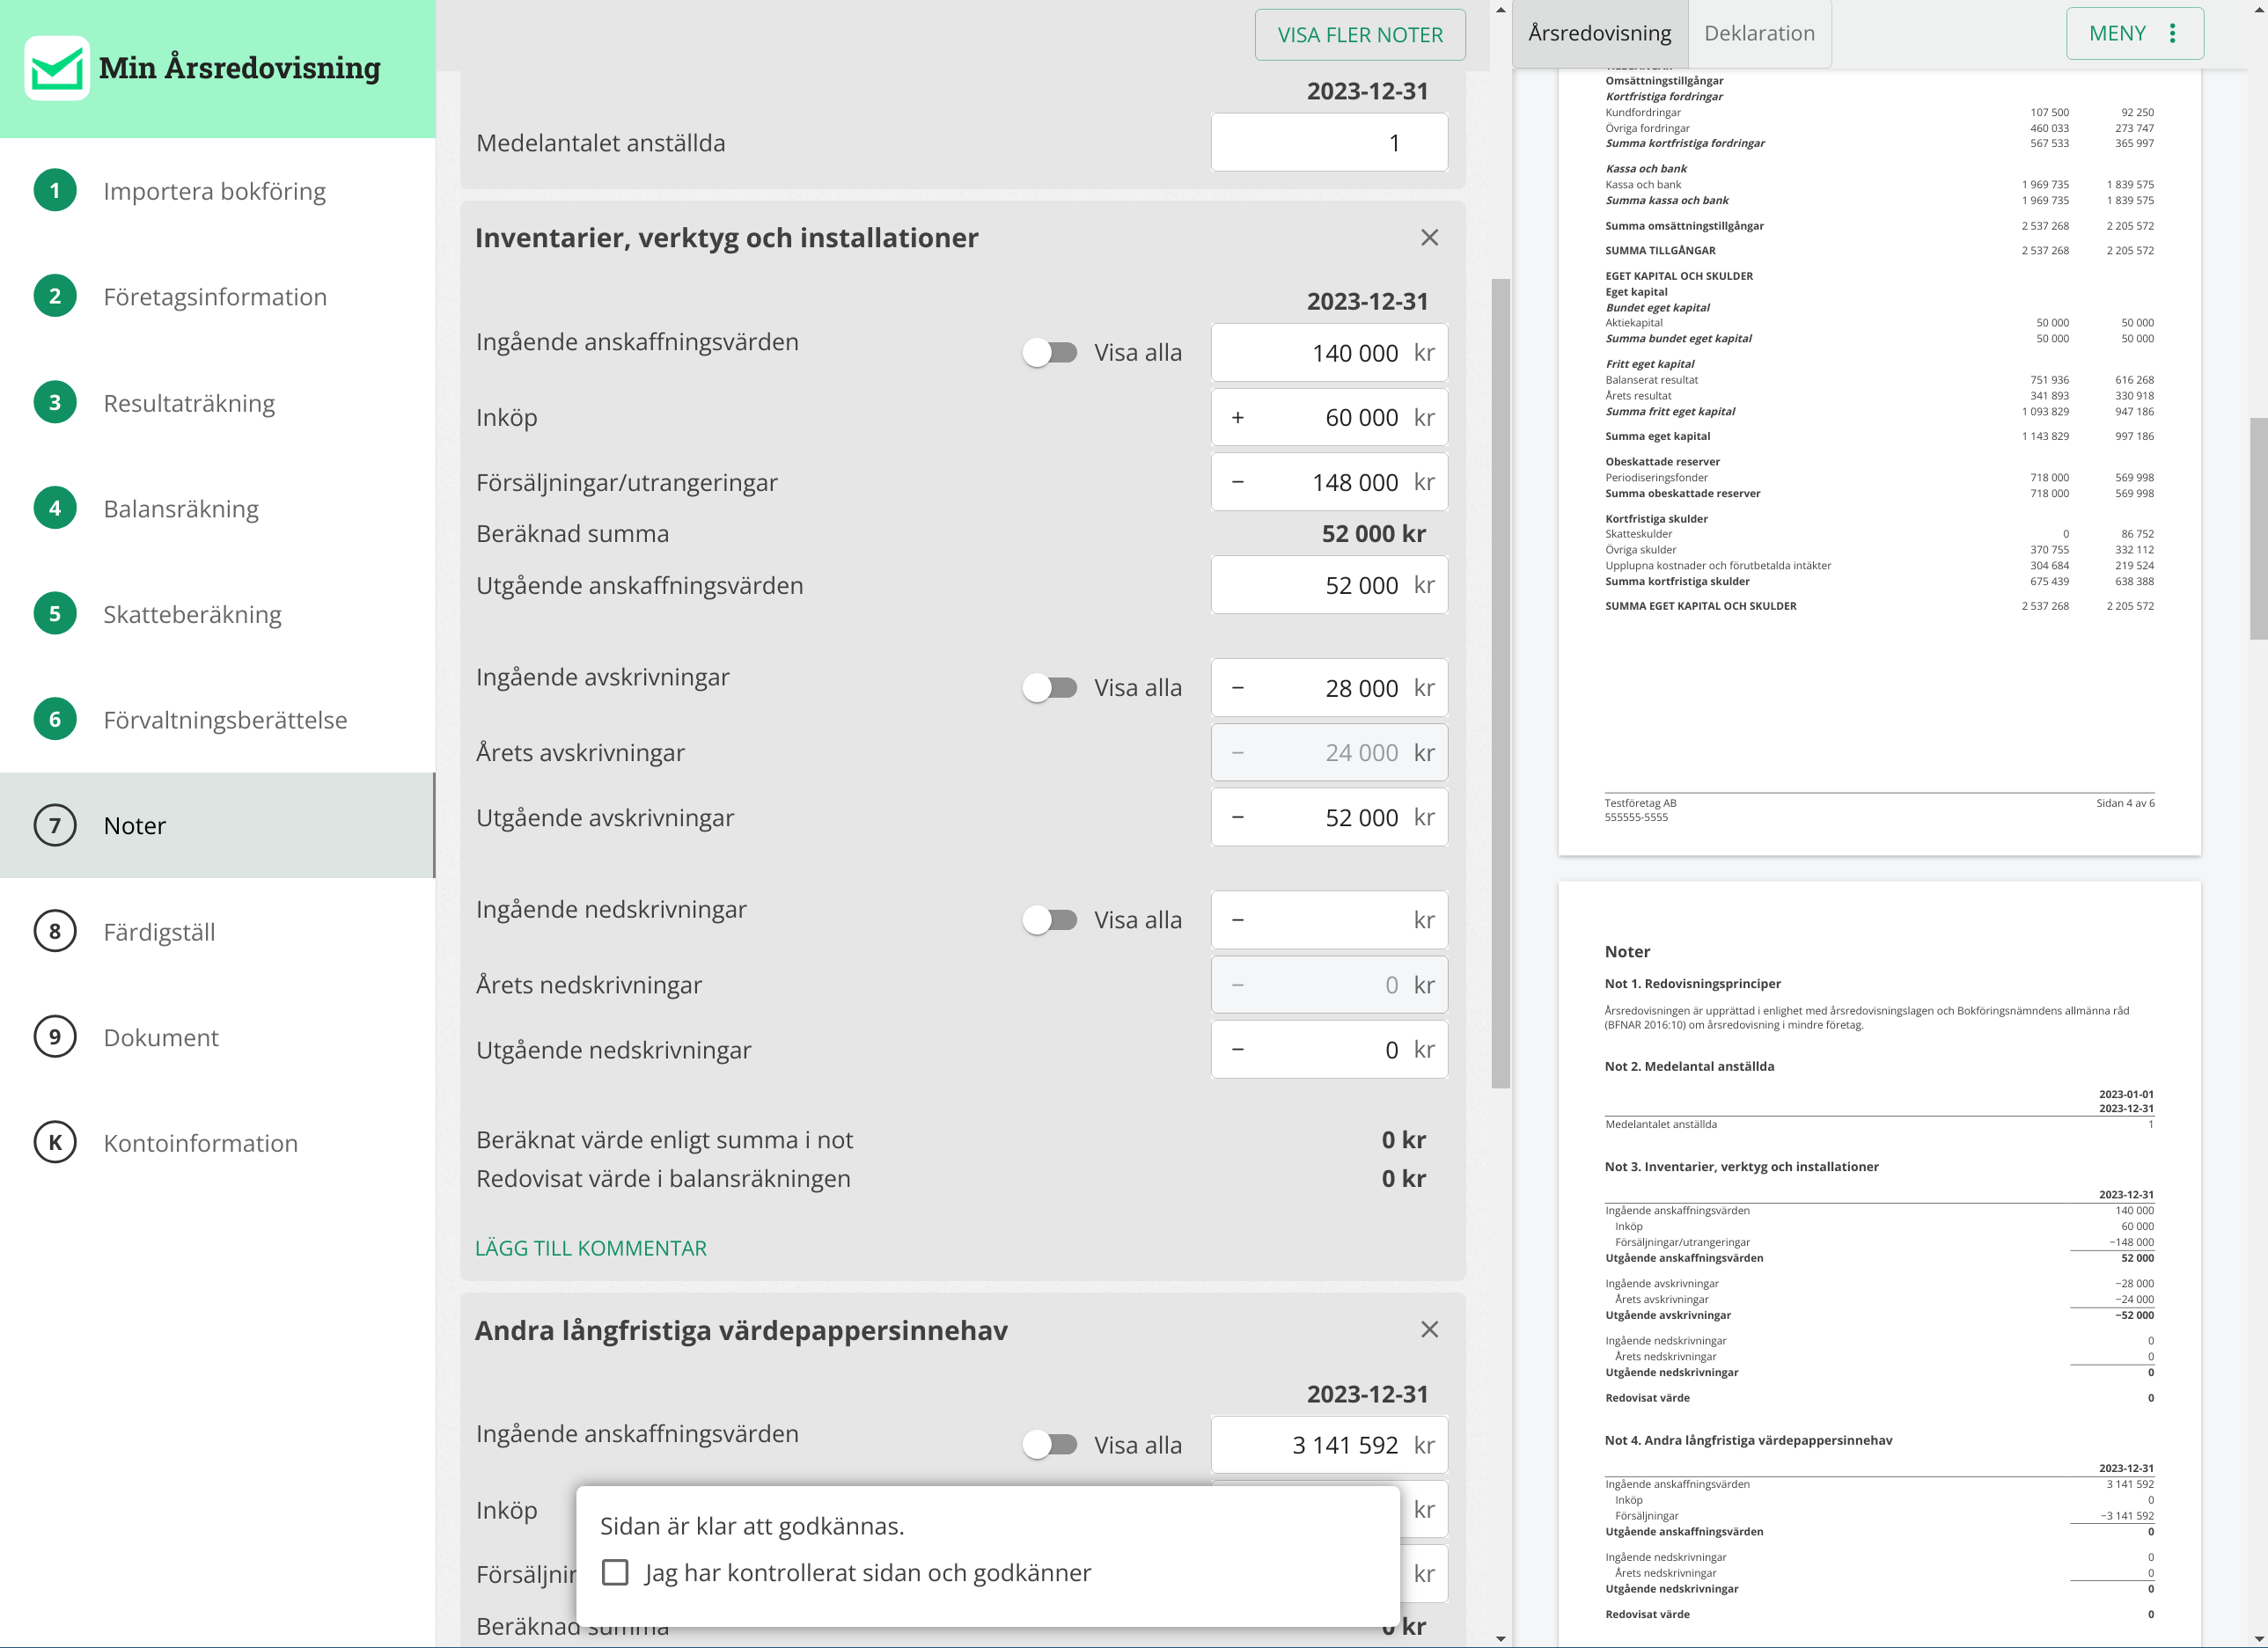 Min Årsredovisning
1 Importera bokföring
2 Företagsinformation
3 Resultaträkning
4 Balansräkning
5 Skatteberäkning
6 Förvaltningsberättelse
7 Noter
8 Färdigställ
9 Dokument
K Kontoinformation
VISA FLER NOTER
2023-12-31
Medelantalet anställda 1
Inventarier, verktyg och installationer
2023-12-31
Ingående anskaffningsvärden Visa alla 140 000 kr
Inköp + 60 000 kr
Försäljningar/utrangeringar − 148 000 kr
Beräknad summa 52 000 kr
Utgående anskaffningsvärden 52 000 kr
Ingående avskrivningar Visa alla − 28 000 kr
Årets avskrivningar − 24 000 kr
Utgående avskrivningar − 52 000 kr
Ingående nedskrivningar Visa alla − kr
Årets nedskrivningar − 0 kr
Utgående nedskrivningar − 0 kr
Beräknat värde enligt summa i not 0 kr
Redovisat värde i balansräkningen 0 kr
LÄGG TILL KOMMENTAR
Andra långfristiga värdepappersinnehav
2023-12-31
Ingående anskaffningsvärden Visa alla 3 141 592 kr
Inköp kr
kr
Beräknad summa 0 kr
Sidan är klar att godkännas.
Jag har kontrollerat sidan och godkänner
Årsredovisning Deklaration MENY
Omsättningstillgångar
Kortfristiga fordringar
Kundfordringar 107 500 92 250
Övriga fordringar 460 033 273 747
Summa kortfristiga fordringar 567 533 365 997
Kassa och bank
Kassa och bank 1 969 735 1 839 575
Summa kassa och bank 1 969 735 1 839 575
Summa omsättningstillgångar 2 537 268 2 205 572
SUMMA TILLGÅNGAR 2 537 268 2 205 572
EGET KAPITAL OCH SKULDER
Eget kapital
Bundet eget kapital
Aktiekapital 50 000 50 000
Summa bundet eget kapital 50 000 50 000
Fritt eget kapital
Balanserat resultat 751 936 616 268
Årets resultat 341 893 330 918
Summa fritt eget kapital 1 093 829 947 186
Summa eget kapital 1 143 829 997 186
Obeskattade reserver
Periodiseringsfonder 718 000 569 998
Summa obeskattade reserver 718 000 569 998
Kortfristiga skulder
Skatteskulder 0 86 752
Övriga skulder 370 755 332 112
Upplupna kostnader och förutbetalda intäkter 304 684 219 524
Summa kortfristiga skulder 675 439 638 388
SUMMA EGET KAPITAL OCH SKULDER 2 537 268 2 205 572
Testföretag AB Sidan 4 av 6
555555-5555
Noter
Not 1. Redovisningsprinciper
Årsredovisningen är upprättad i enlighet med årsredovisningslagen och Bokföringsnämndens allmänna råd
(BFNAR 2016:10) om årsredovisning i mindre företag.
Not 2. Medelantal anställda
2023-01-01
2023-12-31
Medelantalet anställda 1
Not 3. Inventarier, verktyg och installationer
2023-12-31
Ingående anskaffningsvärden 140 000
Inköp 60 000
Försäljningar/utrangeringar −148 000
Utgående anskaffningsvärden 52 000
Ingående avskrivningar −28 000
Årets avskrivningar −24 000
Utgående avskrivningar −52 000
Ingående nedskrivningar 0
Årets nedskrivningar 0
Utgående nedskrivningar 0
Redovisat värde 0
Not 4. Andra långfristiga värdepappersinnehav
2023-12-31
Ingående anskaffningsvärden 3 141 592
Inköp 0
Försäljningar −3 141 592
Utgående anskaffningsvärden 0
Ingående nedskrivningar 0
Årets nedskrivningar 0
Utgående nedskrivningar 0
Redovisat värde 0